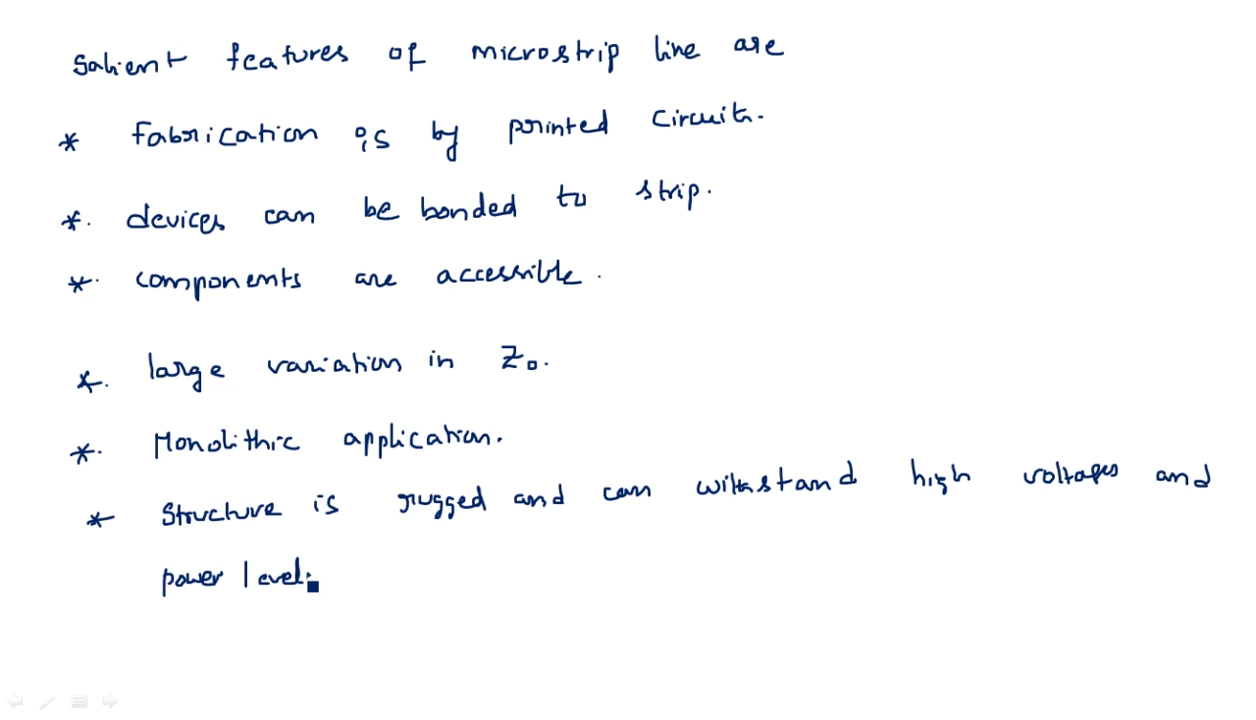 Salient features of microstrip line are
* Fabrication is by printed circuit.
*. devices can be bonded to strip.
*. components are accessible.
*. large variation in Z0.
*. Monolithic application.
* Structure is rugged and can withstand high voltages and
power level.